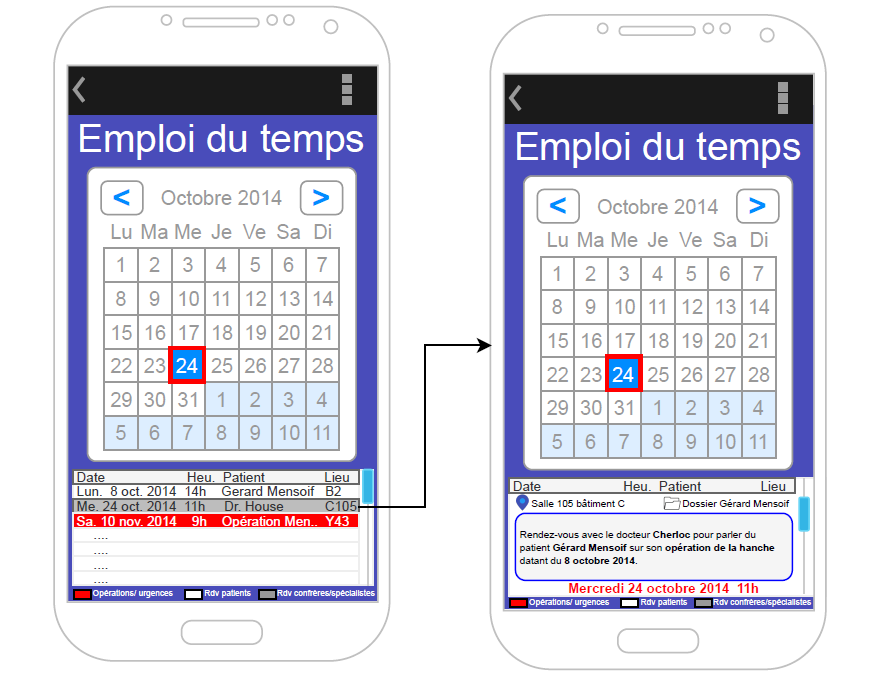 Emploi du temps
< Octobre 2014 >
Lu Ma Me Je Ve Sa Di
1 2 3 4 5 6 7
8 9 10 11 12 13 14
15 16 17 18 19 20 21
22 23 24 25 26 27 28
29 30 31 1 2 3 4
5 6 7 8 9 10 11
Date Heu. Patient Lieu
Lun. 8 oct. 2014 14h Gerard Mensoif B2
Me. 24 oct. 2014 11h Dr. House C105
Sa. 10 nov. 2014 9h Opération Men.. Y43
....
....
....
....
Opérations/ urgences Rdv patients Rdv confrères/spécialistes
Emploi du temps
< Octobre 2014 >
Lu Ma Me Je Ve Sa Di
1 2 3 4 5 6 7
8 9 10 11 12 13 14
15 16 17 18 19 20 21
22 23 24 25 26 27 28
29 30 31 1 2 3 4
5 6 7 8 9 10 11
Date Heu. Patient Lieu
Salle 105 bâtiment C Dossier Gérard Mensoif
Rendez-vous avec le docteur Cherloc pour parler du
patient Gérard Mensoif sur son opération de la hanche
datant du 8 octobre 2014.
Mercredi 24 octobre 2014 11h
Opérations/ urgences Rdv patients Rdv confrères/spécialistes